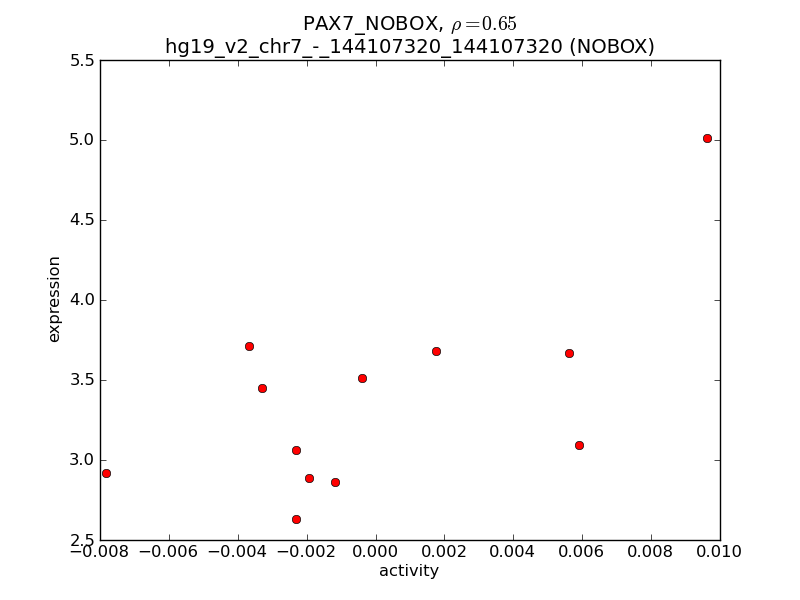 PAX7_NOBOX, ρ = 0.65
hg19_v2_chr7_-_144107320_144107320 (NOBOX)
5.5
5.0
4.5
4.0
3.5
3.0
2.5
expression
−0.008 −0.006 −0.004 −0.002 0.000 0.002 0.004 0.006 0.008 0.010
activity